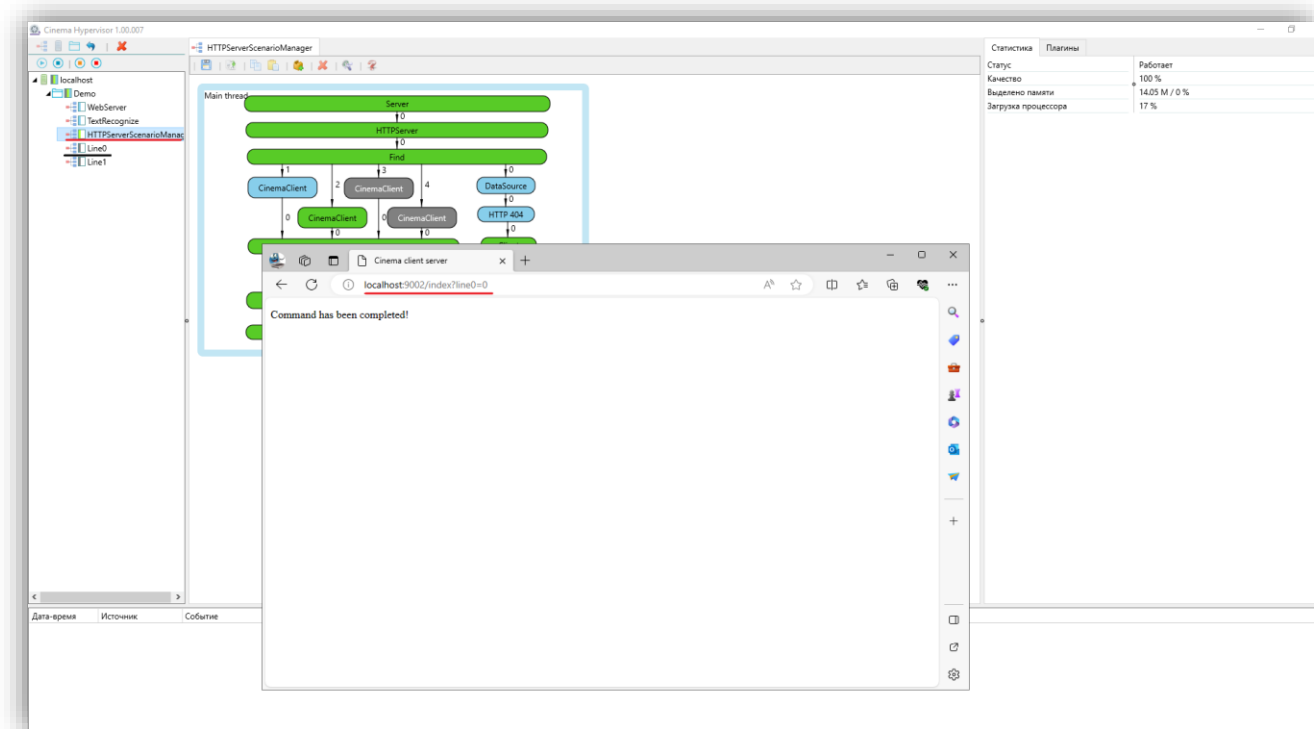 Cinema Hypervisor 1.00.007
HTTPServerScenarioManager
localhost
Demo
WebServer
TextRecognize
HTTPServerScenarioManag
Line0
Line1
Main thread
Server
0
HTTPServer
0
Find
1
2
3
4
0
CinemaClient
CinemaClient
DataSource
0
0
CinemaClient
0
CinemaClient
HTTP 404
0
0
0
Статистика
Плагины
Статус
Работает
Качество
100 %
Выделено памяти
14.05 M / 0 %
Загрузка процессора
17 %
Cinema client server
localhost:9002/index?line0=0
Command has been completed!
Дата-время
Источник
Событие